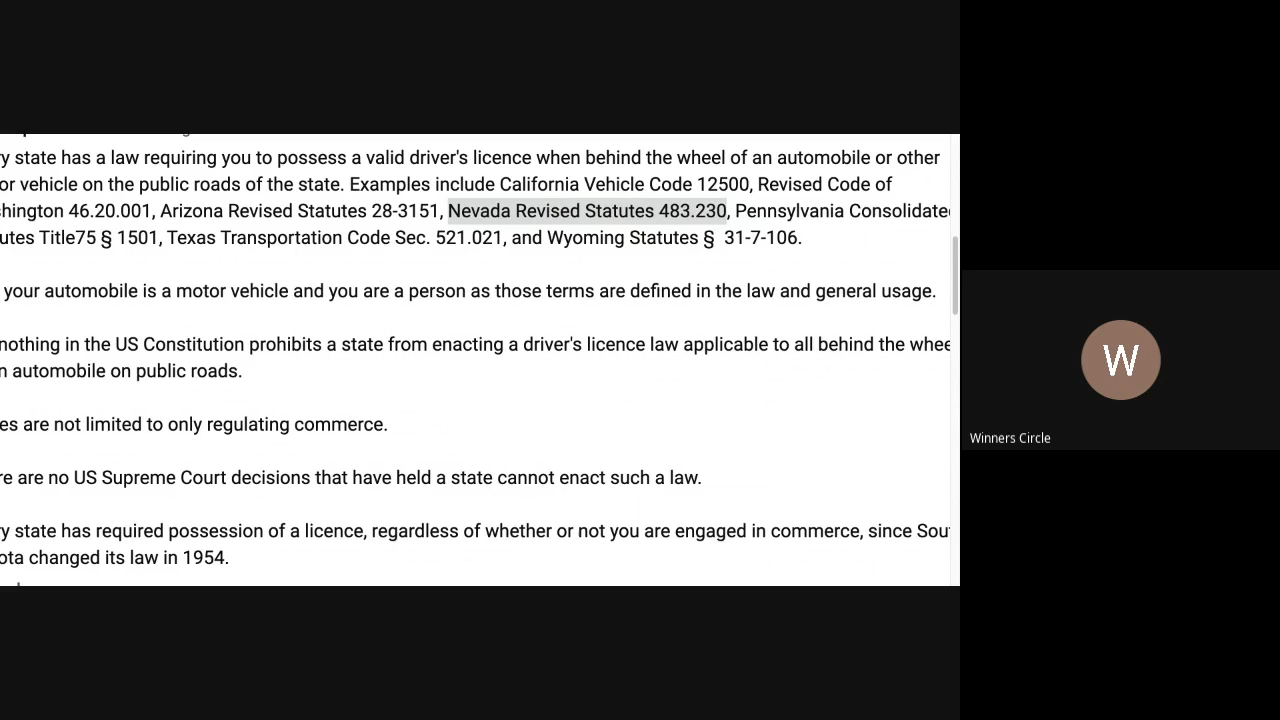 ry state has a law requiring you to possess a valid driver's licence when behind the wheel of an automobile or other
or vehicle on the public roads of the state. Examples include California Vehicle Code 12500, Revised Code of
shington 46.20.001, Arizona Revised Statutes 28-3151, Nevada Revised Statutes 483.230, Pennsylvania Consolidated
utes Title75 § 1501, Texas Transportation Code Sec. 521.021, and Wyoming Statutes § 31-7-106.
your automobile is a motor vehicle and you are a person as those terms are defined in the law and general usage.
nothing in the US Constitution prohibits a state from enacting a driver's licence law applicable to all behind the whee
n automobile on public roads.
es are not limited to only regulating commerce.
re are no US Supreme Court decisions that have held a state cannot enact such a law.
ry state has required possession of a licence, regardless of whether or not you are engaged in commerce, since Sou
ota changed its law in 1954.
W
Winners Circle